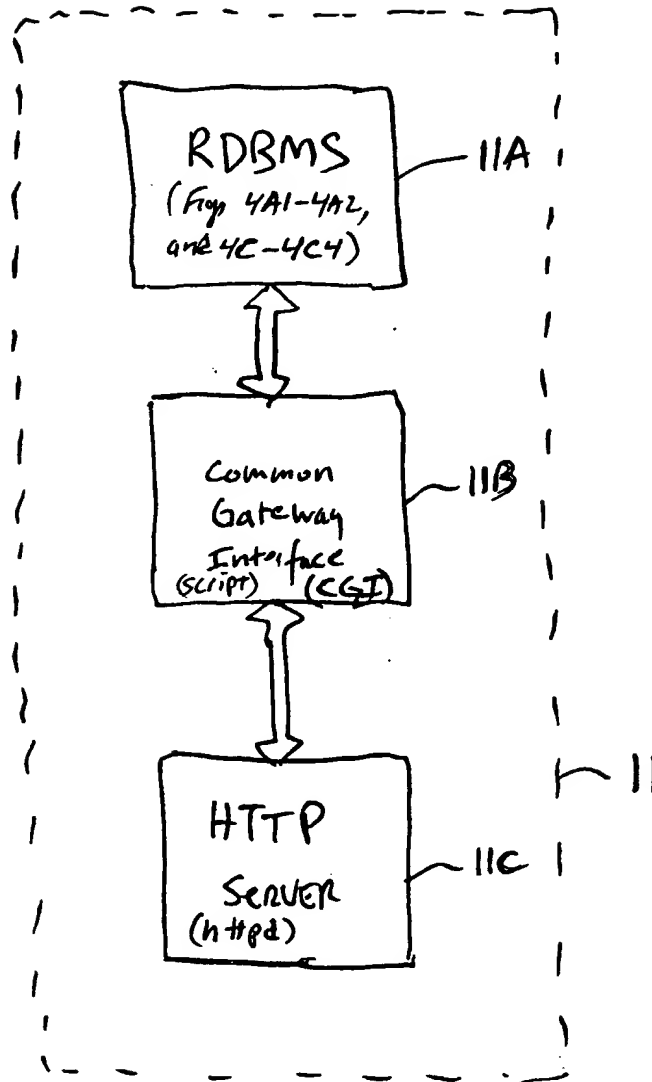 RDBMS
(Figs 4A1-4A2,
and 4C-4C4)
11A
Common
Gateway
Interface
(script) (CGI)
11B
HTTP
SERVER
(httpd)
11C
11